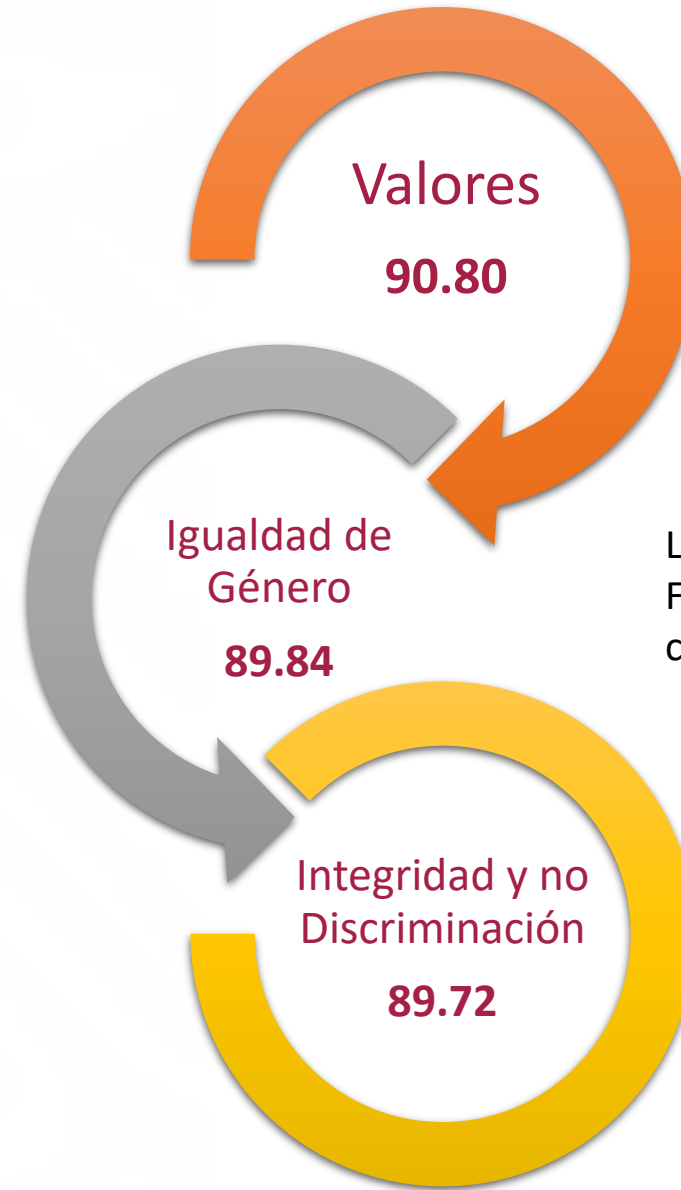 Valores
90.80
Igualdad de
Género
89.84
Integridad y no
Discriminación
89.72